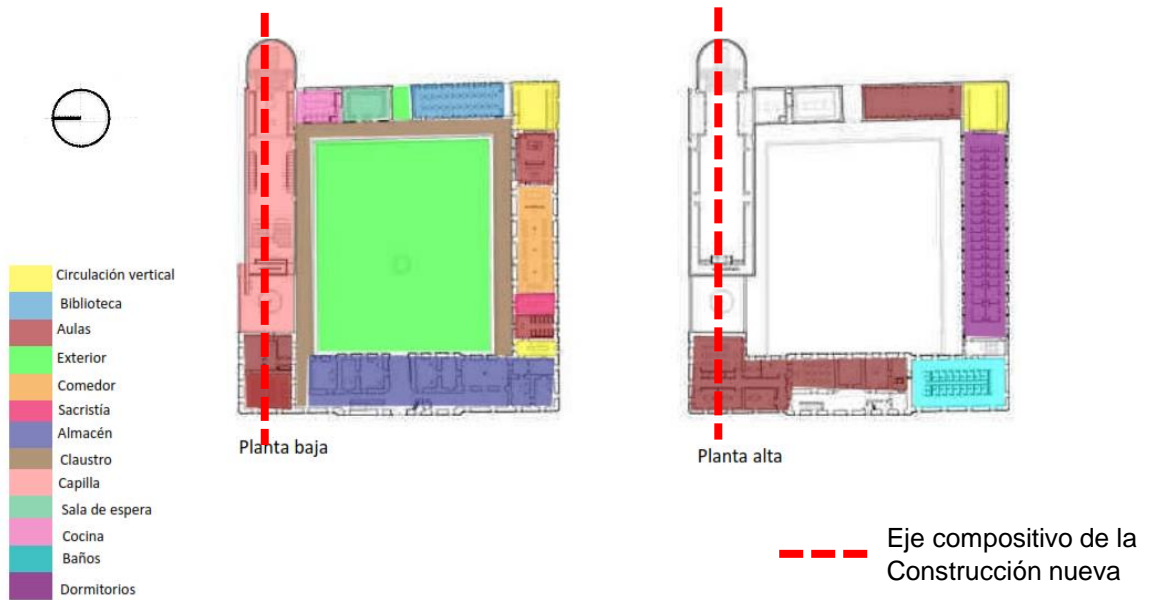 Circulación vertical
Biblioteca
Aulas
Exterior
Comedor
Sacristía
Almacén
Claustro
Capilla
Sala de espera
Cocina
Baños
Dormitorios
Planta baja
Planta alta
Eje compositivo de la
Construcción nueva